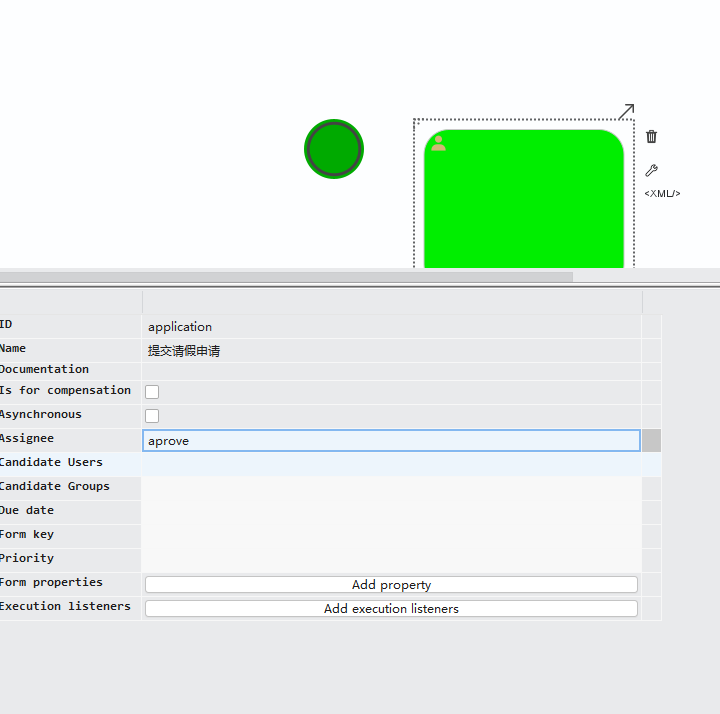 <XML/>
ID application
Name 提交请假申请
Documentation
Is for compensation
Asynchronous
Assignee aprove
Candidate Users
Candidate Groups
Due date
Form key
Priority
Form properties Add property
Execution listeners Add execution listeners